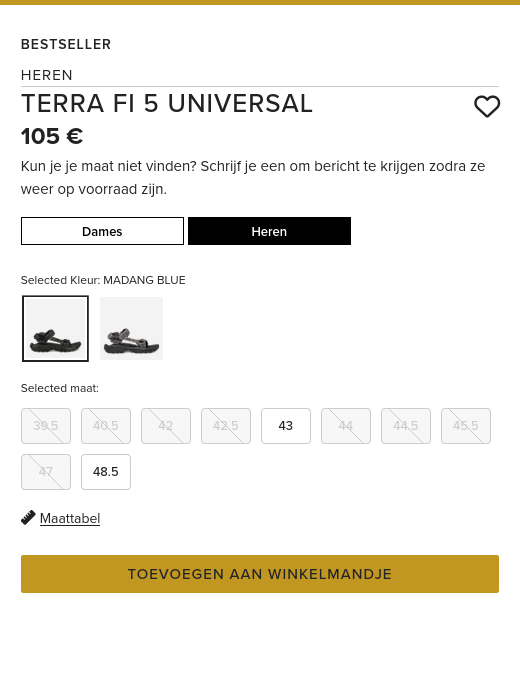 BESTSELLER
HEREN
TERRA FI 5 UNIVERSAL
105 €
Kun je je maat niet vinden? Schrijf je een om bericht te krijgen zodra ze
weer op voorraad zijn.
Dames Heren
Selected Kleur: MADANG BLUE
Selected maat:
39.5 40.5 42 42.5 43 44 44.5 45.5
47 48.5
Maattabel
TOEVOEGEN AAN WINKELMANDJE